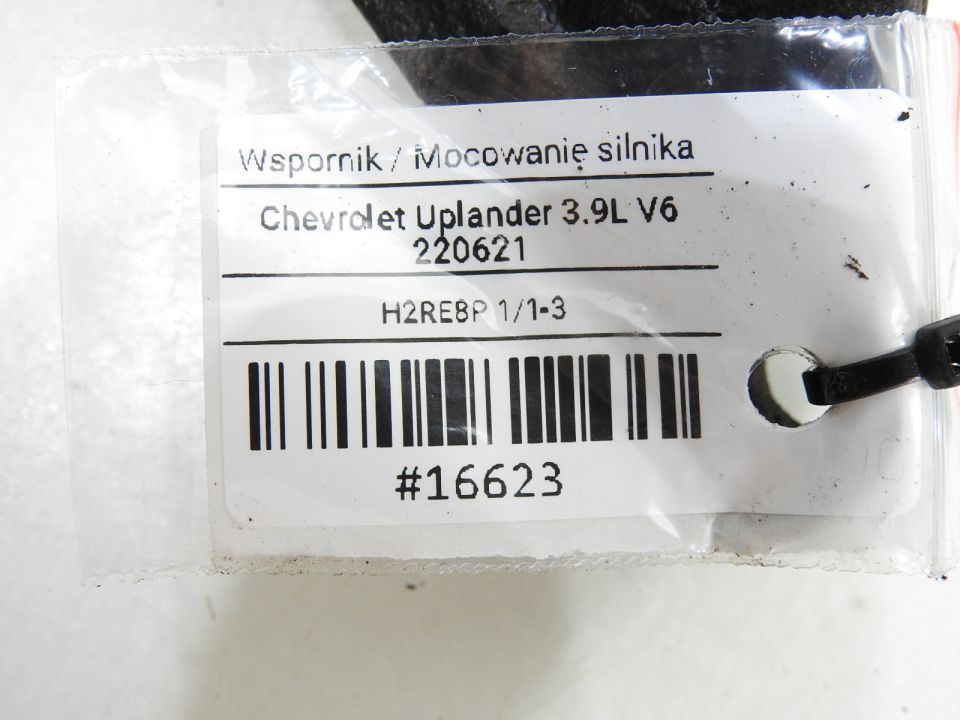 Wspornik / Mocowanie silnika
Chevrolet Uplander 3.9L V6
220621
H2RE8P 1/1-3
#16623